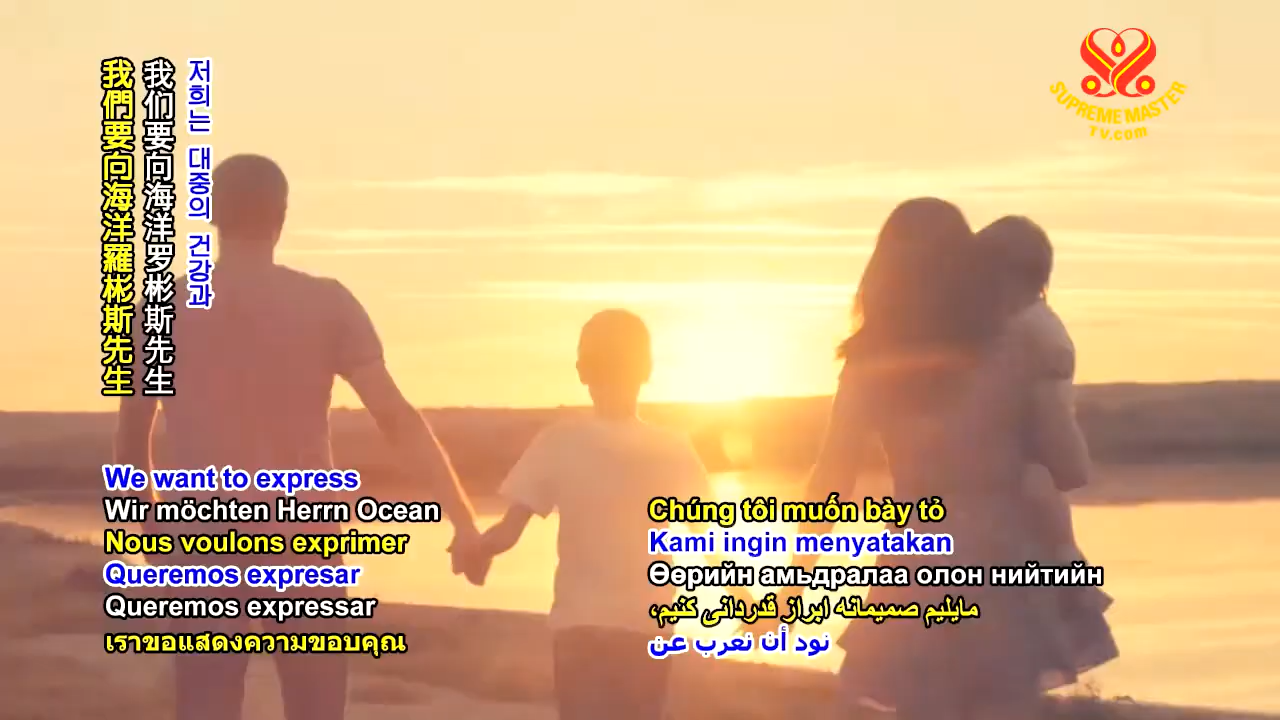 我們要向海洋羅彬斯先生
我们要向海洋罗彬斯先生
저희는 대중의 건강과
SUPREME MASTER
TV.com
We want to express
Wir möchten Herrn Ocean
Nous voulons exprimer
Queremos expresar
Queremos expressar
เราขอแสดงความขอบคุณ
Chúng tôi muốn bày tỏ
Kami ingin menyatakan
Өөрийн амьдралаа олон нийтийн
مایلیم صمیمانه ابراز قدردانی کنیم،
نود أن نعرب عن